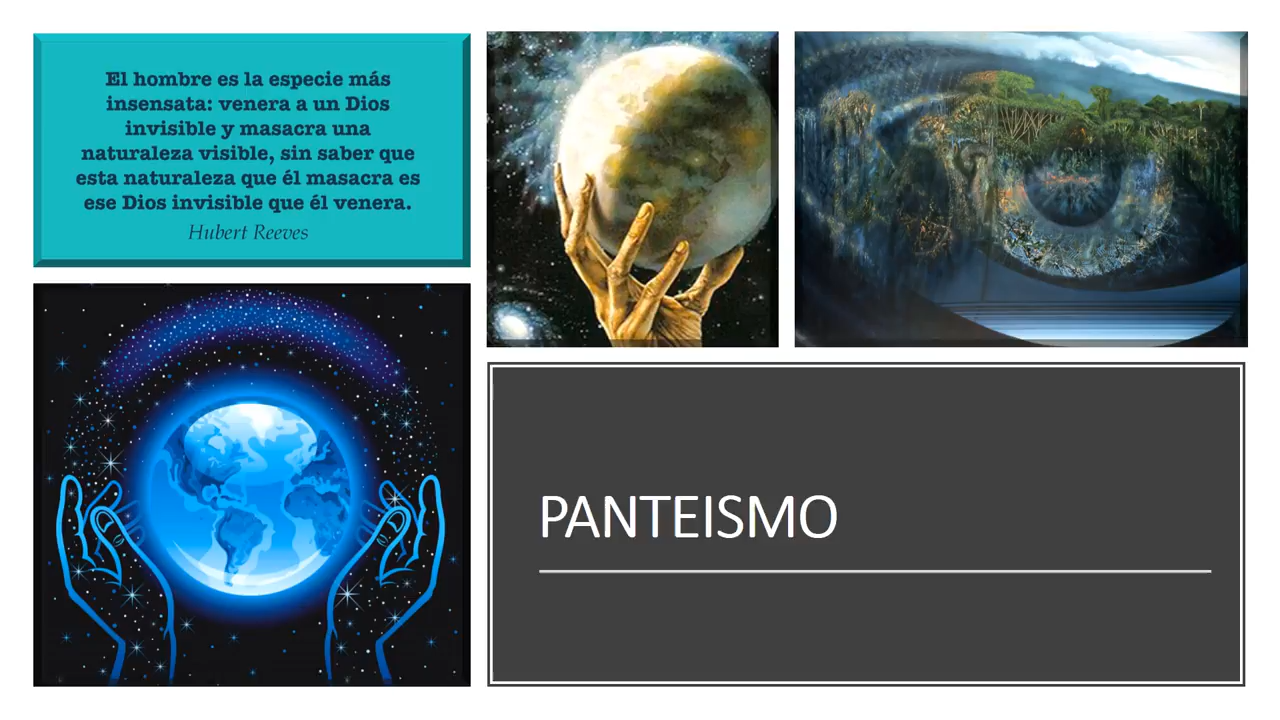 El hombre es la especie más
insensata: venera a un Dios
invisible y masacra una
naturaleza visible, sin saber que
esta naturaleza que él masacra es
ese Dios invisible que él venera.
Hubert Reeves
PANTEISMO